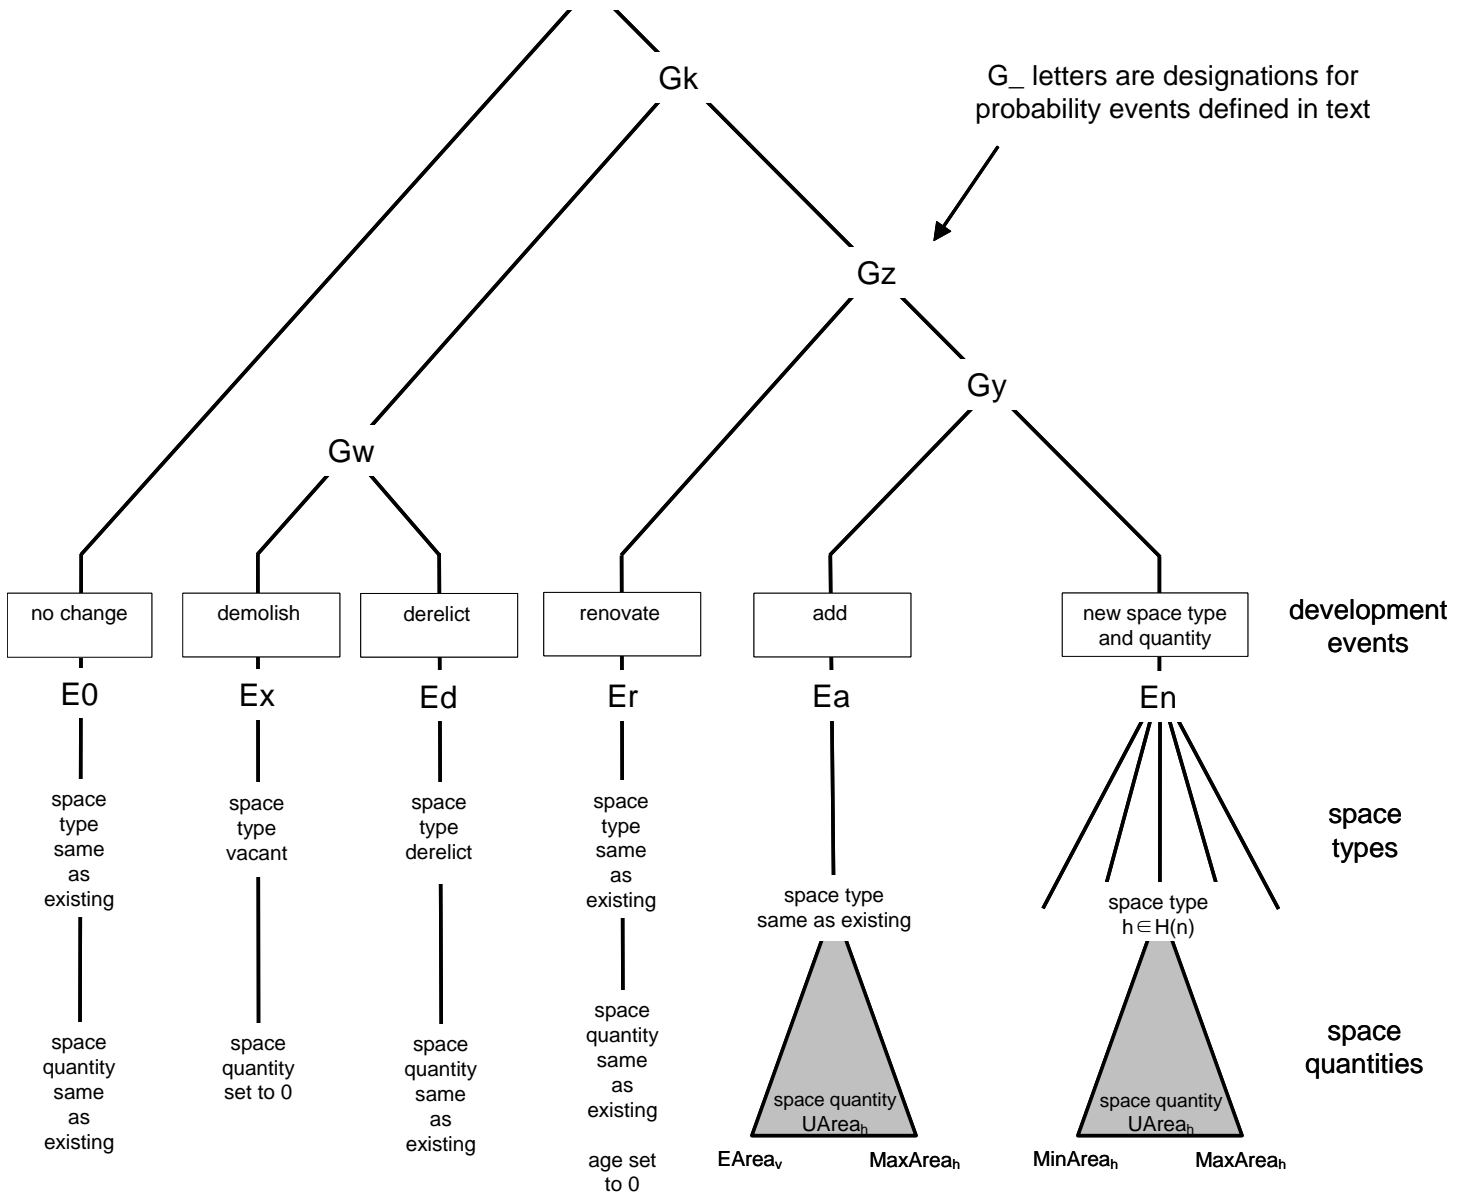 Gk
G_ letters are designations for
probability events defined in text
Gz
Gy
Gw
no change
demolish
derelict
renovate
add
new space type
and quantity
development
events
E0
Ex
Ed
Er
Ea
En
space
type
same
as
existing
space
type
vacant
space
type
derelict
space
type
same
as
existing
space type
same as existing
space type
h∈H(n)
space
types
space
quantity
same
as
existing
space
quantity
set to 0
space
quantity
same
as
existing
space
quantity
same
as
existing
age set
to 0
space quantity
UAreah
EAreav
MaxAreah
space quantity
UAreah
MinAreah
MaxAreah
space
quantities